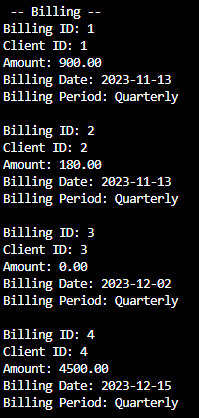 -- Billing --
Billing ID: 1
Client ID: 1
Amount: 900.00
Billing Date: 2023-11-13
Billing Period: Quarterly

Billing ID: 2
Client ID: 2
Amount: 180.00
Billing Date: 2023-11-13
Billing Period: Quarterly

Billing ID: 3
Client ID: 3
Amount: 0.00
Billing Date: 2023-12-02
Billing Period: Quarterly

Billing ID: 4
Client ID: 4
Amount: 4500.00
Billing Date: 2023-12-15
Billing Period: Quarterly